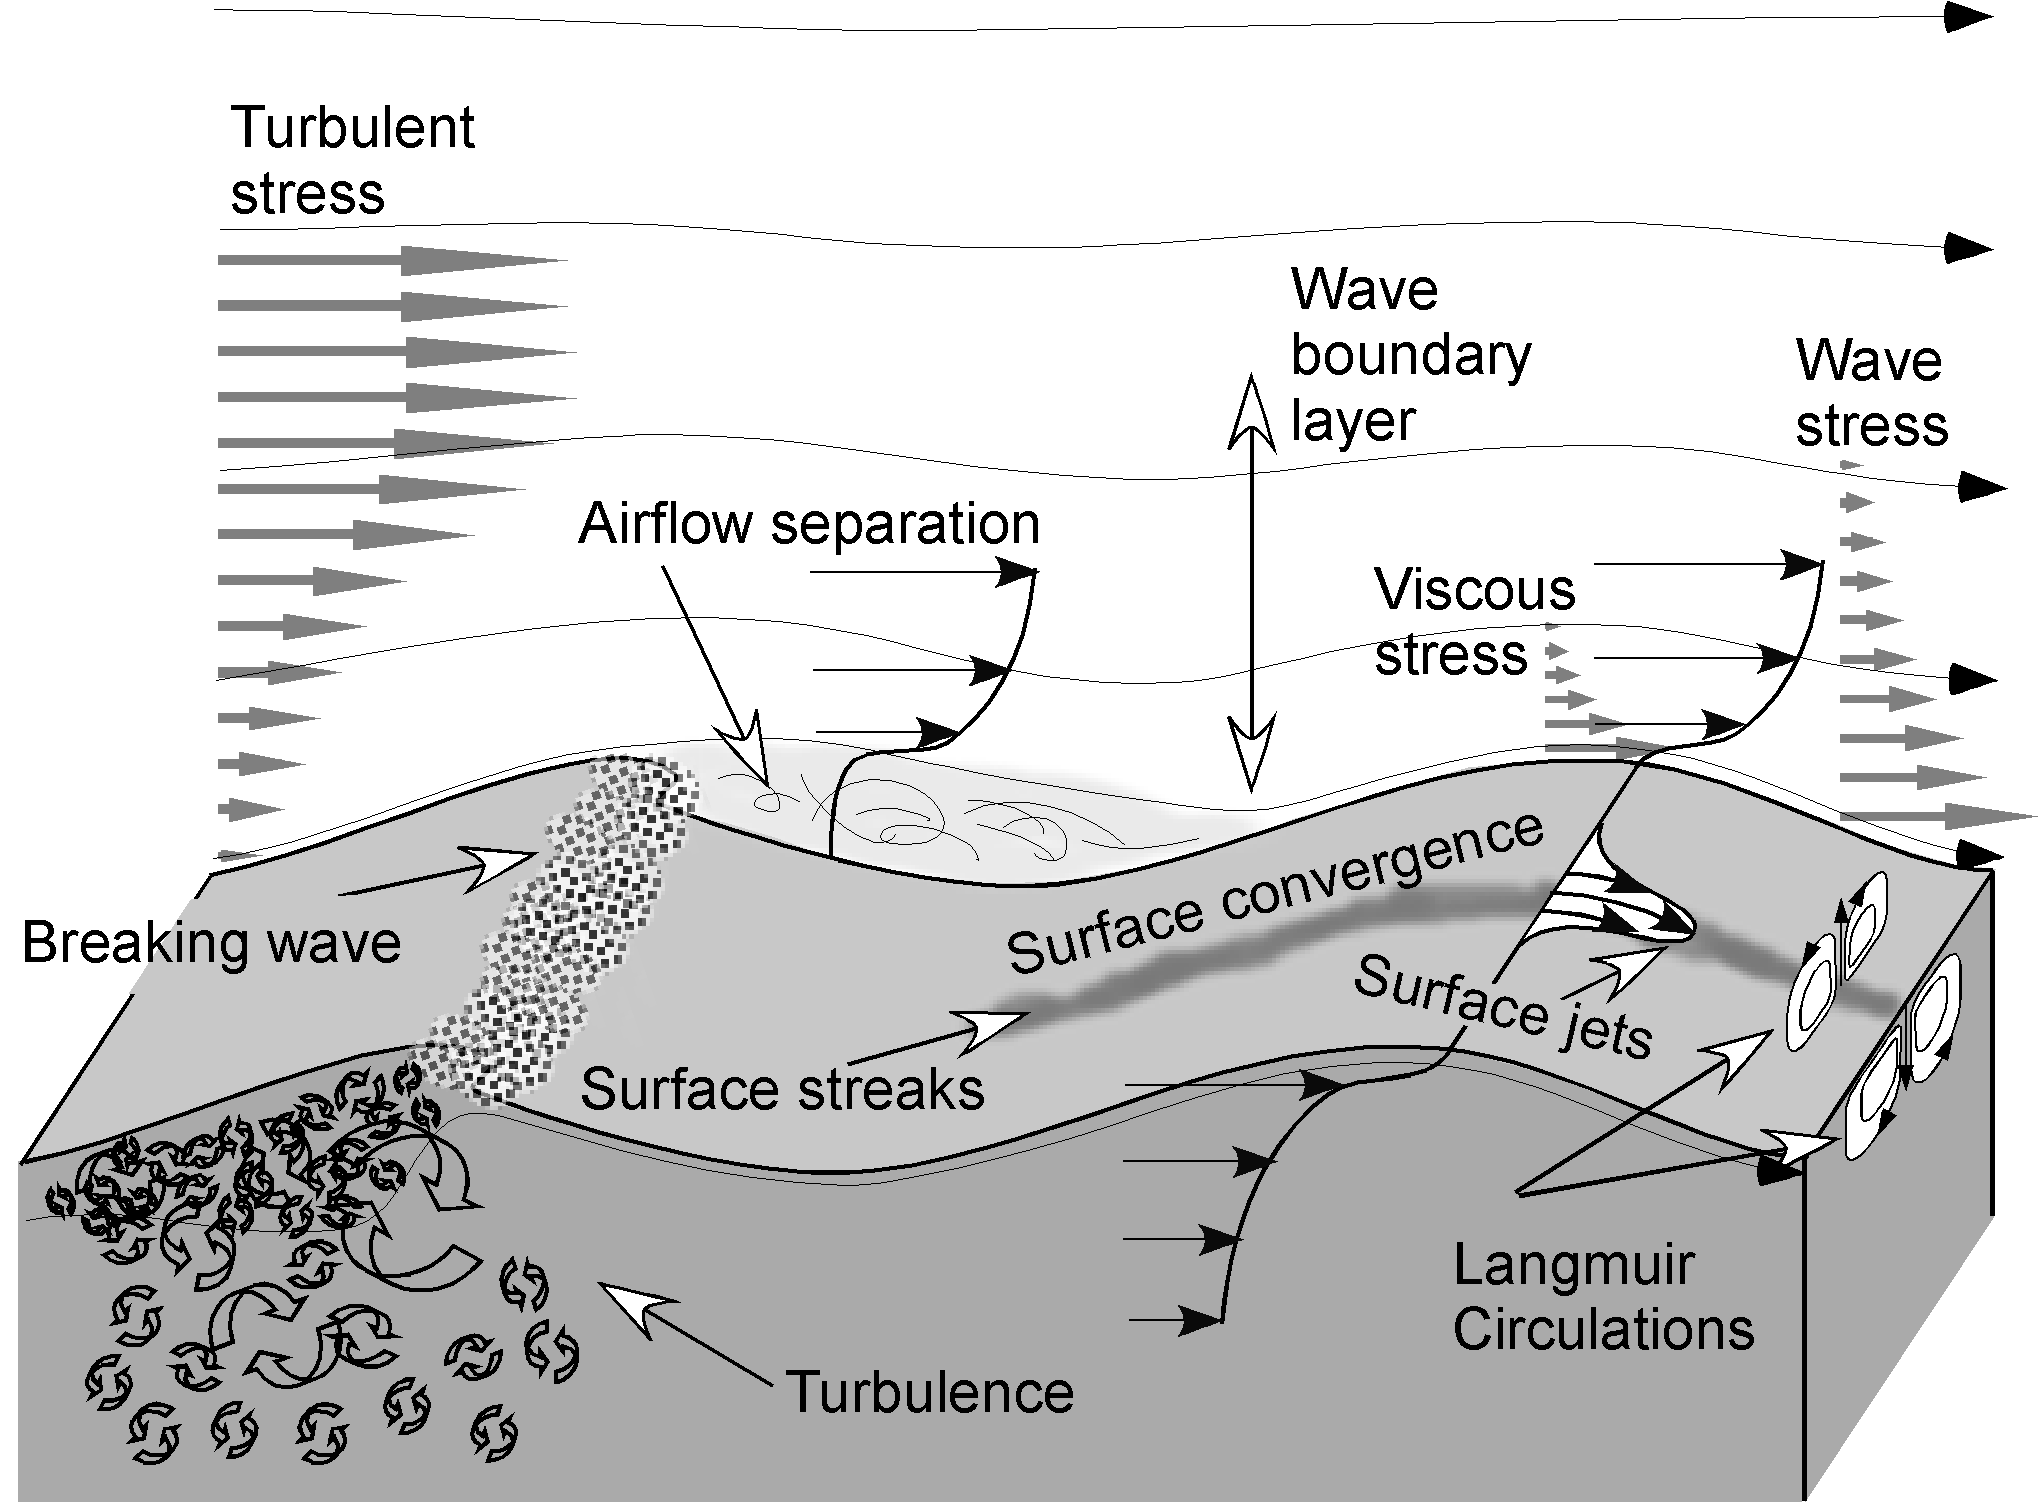 Turbulent
stress
Wave
boundary
layer
Wave
stress
Airflow separation
Viscous
stress
Breaking wave
Surface convergence
Surface jets
Surface streaks
Langmuir
Circulations
Turbulence